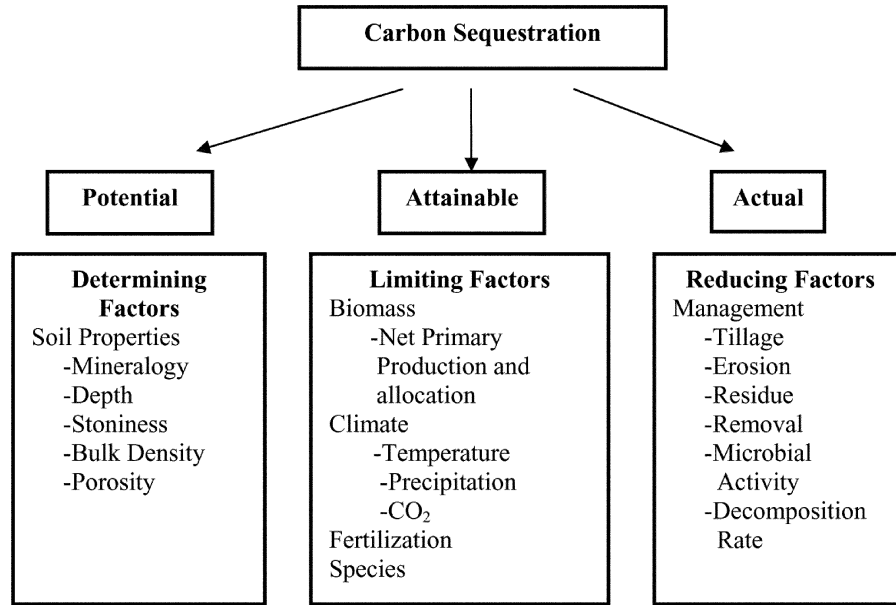 Carbon Sequestration
Potential
Attainable
Actual
Determining
Factors
Soil Properties
-Mineralogy
-Depth
-Stoniness
-Bulk Density
-Porosity
Limiting Factors
Biomass
-Net Primary
Production and
allocation
Climate
-Temperature
-Precipitation
-CO₂
Fertilization
Species
Reducing Factors
Management
-Tillage
-Erosion
-Residue
-Removal
-Microbial
Activity
-Decomposition
Rate